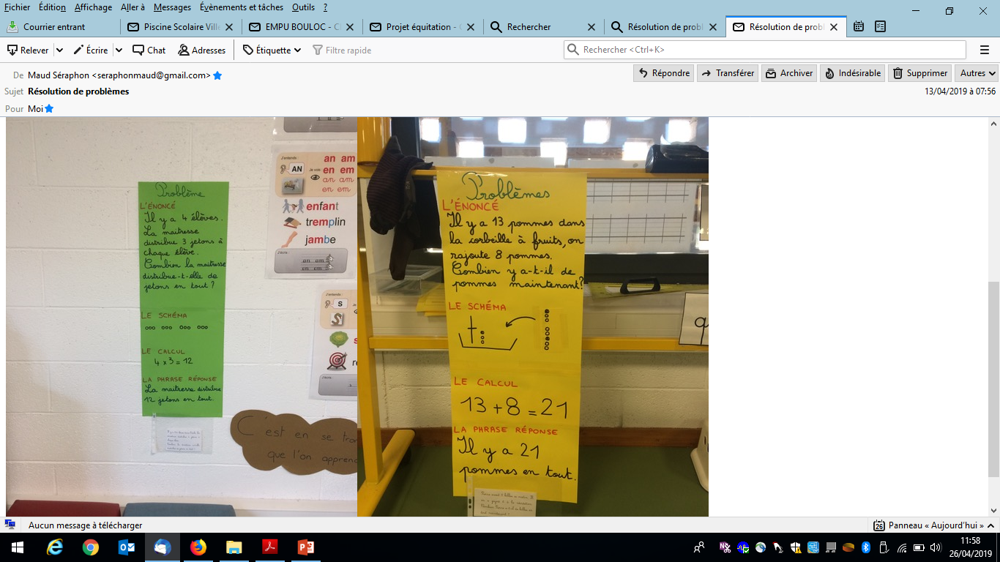 Fichier Édition Affichage Aller à Messages Évènements et tâches Outils ?
Courrier entrant Piscine Scolaire Ville EMPU BOULOC - C Projet équitation - Rechercher Résolution de probl Résolution de probl
Relever Écrire Chat Adresses Étiquette Filtre rapide Rechercher <Ctrl+K>
De Maud Séraphon <seraphonmaud@gmail.com> Répondre Transférer Archiver Indésirable Supprimer Autres
Sujet Résolution de problèmes 13/04/2019 à 07:56
Pour Moi
Problème
L'ÉNONCÉ
Il y a 4 élèves.
La maitresse
distribue 3 jetons à
chaque élève.
Combien la maitresse
distribue-t-elle de
jetons en tout ?
LE SCHÉMA
LE CALCUL
4 x 3 = 12
LA PHRASE RÉPONSE
La maitresse distribue
12 jetons en tout.
J'entends :
AN
Je vois :
an am
en em
an am
en em
enfant
tremplin
jambe
J'écris :
an am
en em
J'entends :
S
C'est en se tro
que l'on apprend
Problèmes
L'ÉNONCÉ
Il y a 13 pommes dans
la corbeille à fruits, on
rajoute 8 pommes.
Combien y a-t-il de
pommes maintenant?
LE SCHÉMA
LE CALCUL
13 + 8 = 21
LA PHRASE RÉPONSE
Il y a 21
pommes en tout.
q
Aucun message à télécharger 26 Panneau « Aujourd'hui »
11:58
26/04/2019